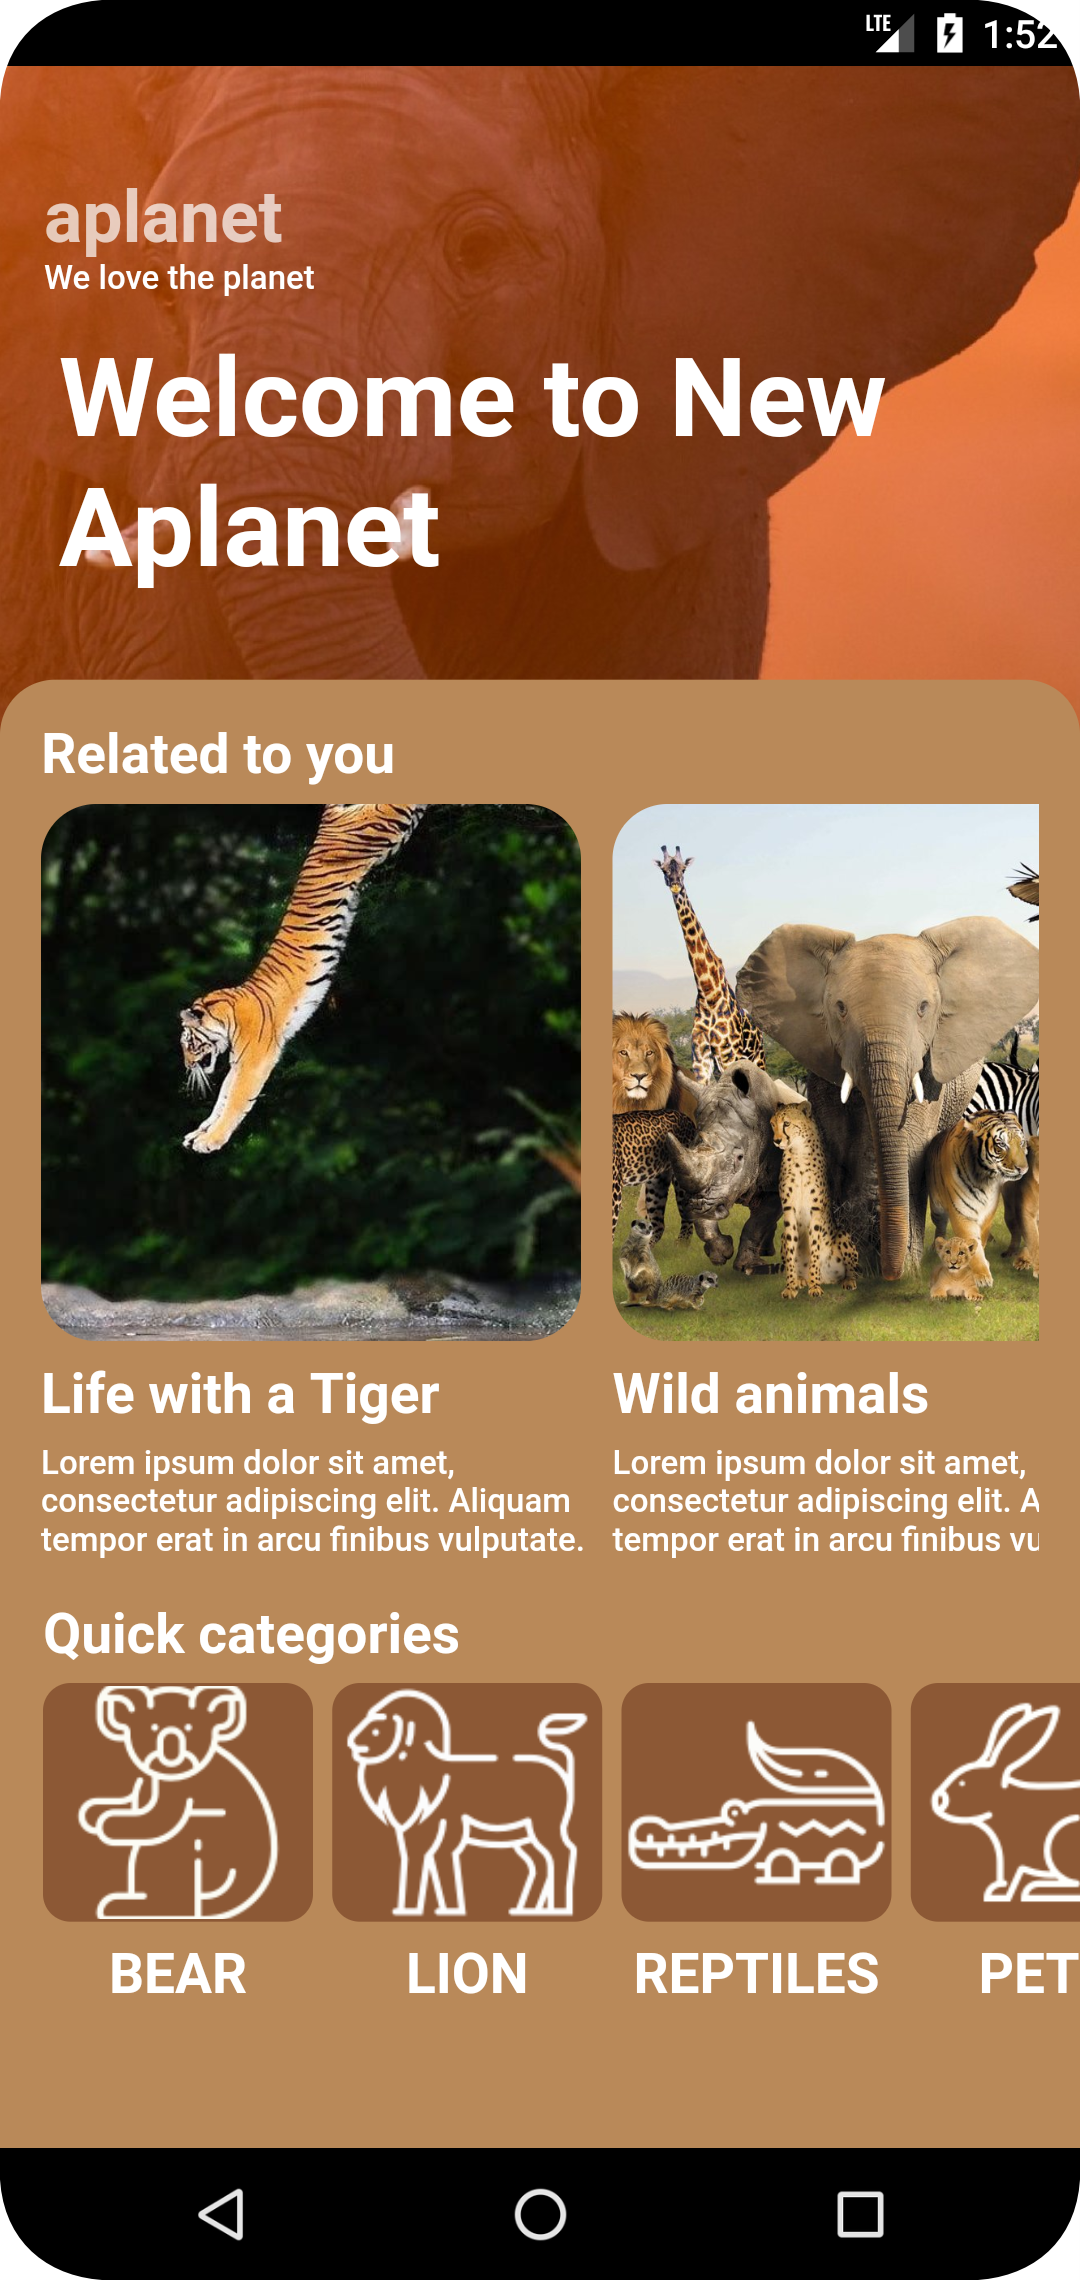 LTE 1:52
aplanet
We love the planet
Welcome to New
Aplanet
Related to you
Life with a Tiger
Lorem ipsum dolor sit amet,
consectetur adipiscing elit. Aliquam
tempor erat in arcu finibus vulputate.
Wild animals
Lorem ipsum dolor sit amet,
consectetur adipiscing elit. A
tempor erat in arcu finibus vu
Quick categories
BEAR
LION
REPTILES
PET